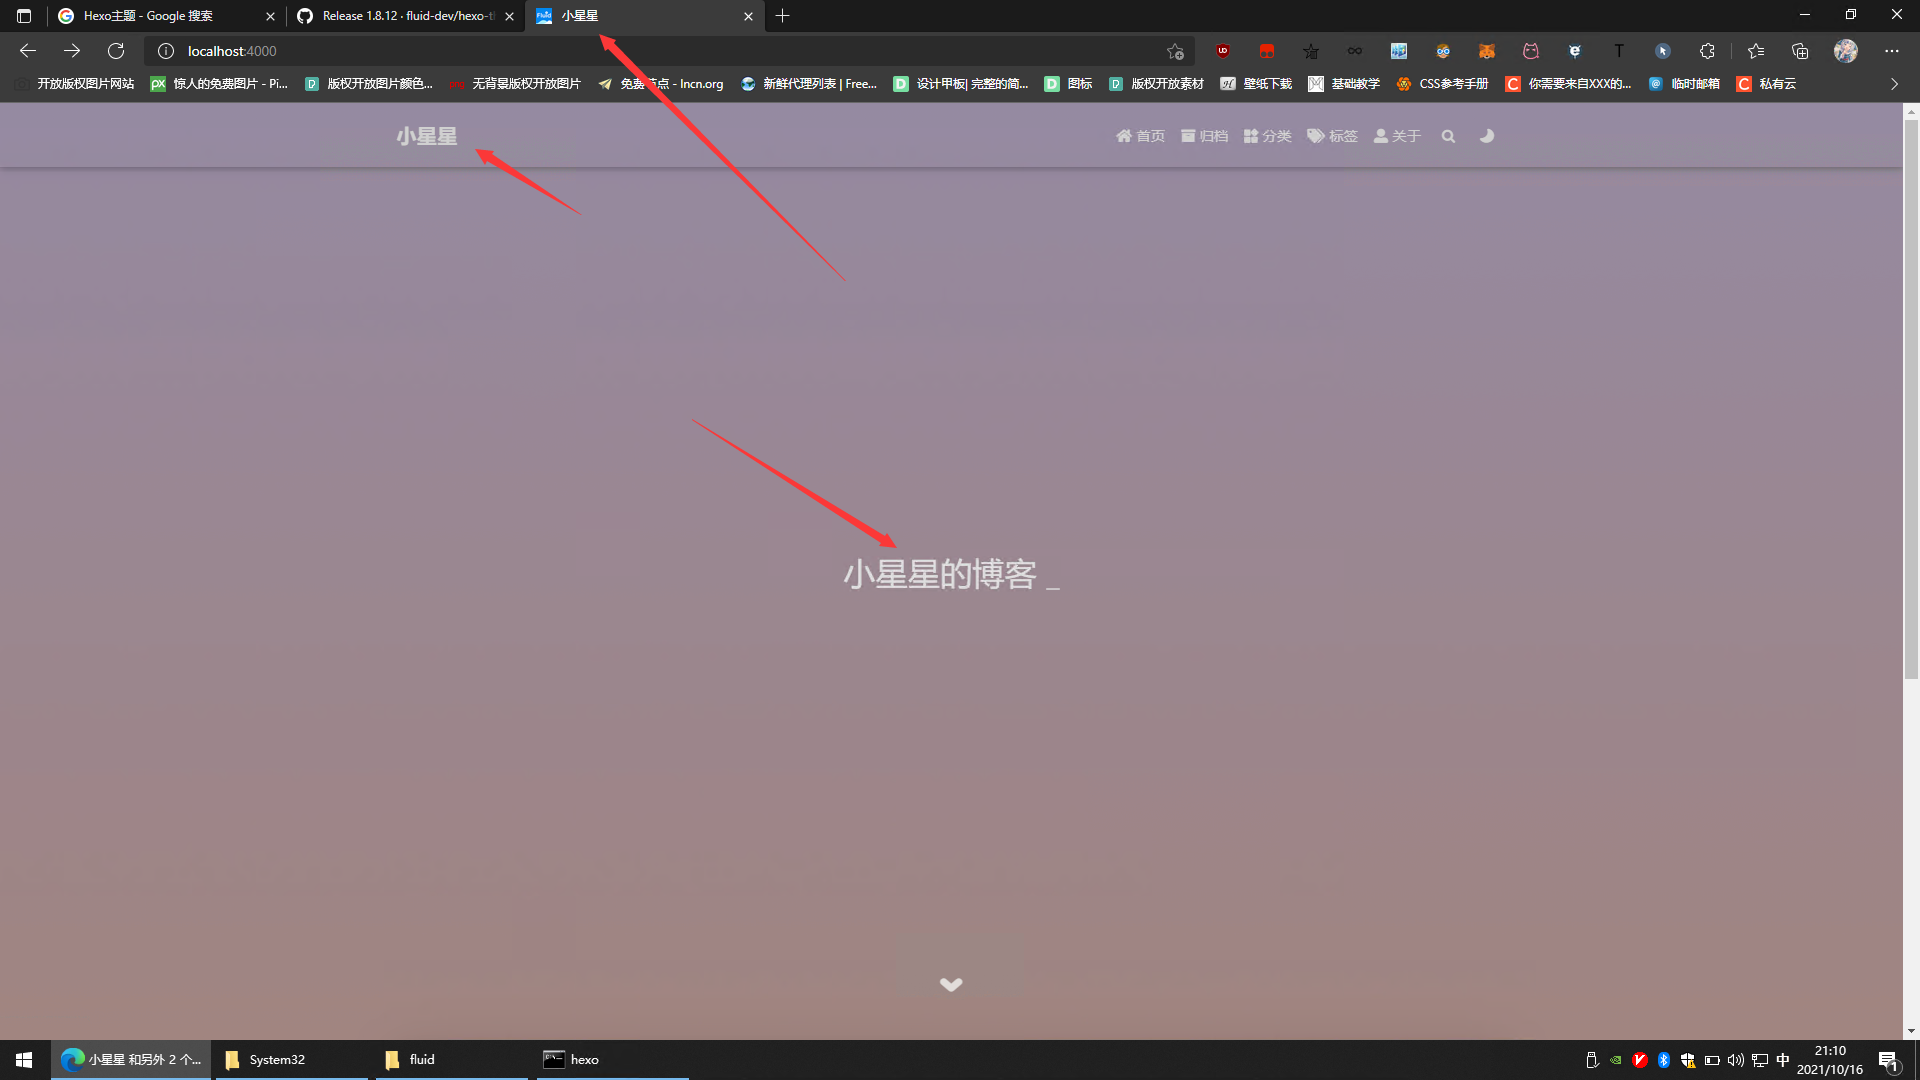 Hexo主题 - Google 搜索
Release 1.8.12 · fluid-dev/hexo-t
Fluid
小星星
localhost:4000
开放版权图片网站
px
惊人的免费图片 - Pi...
版权开放图片颜色...
无背景版权开放图片
免费节点 - lncn.org
新鲜代理列表 | Free...
设计甲板| 完整的简...
图标
版权开放素材
壁纸下载
基础教学
CSS参考手册
你需要来自XXX的...
临时邮箱
私有云
小星星
首页
归档
分类
标签
关于
小星星的博客 _
小星星 和另外 2 个...
System32
fluid
hexo
中
21:10
2021/10/16
1